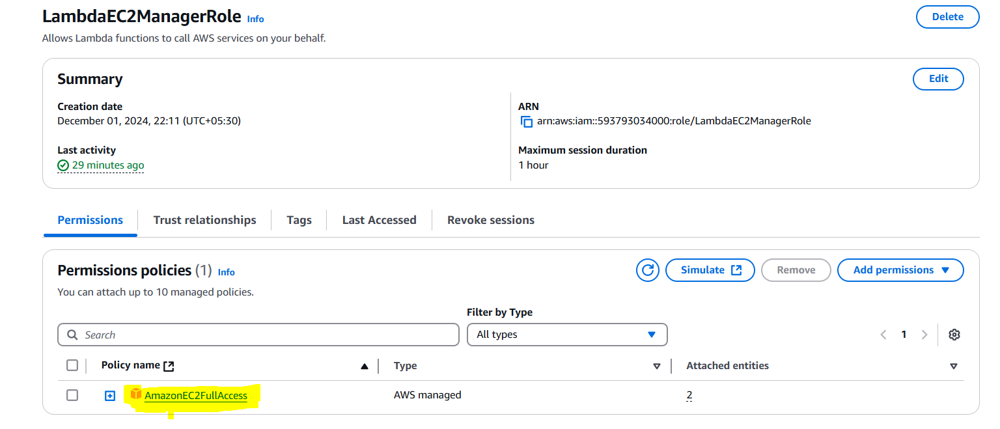 LambdaEC2ManagerRole Info
Delete
Allows Lambda functions to call AWS services on your behalf.
Summary
Edit
Creation date
December 01, 2024, 22:11 (UTC+05:30)
ARN
arn:aws:iam::593793034000:role/LambdaEC2ManagerRole
Last activity
29 minutes ago
Maximum session duration
1 hour
Permissions
Trust relationships
Tags
Last Accessed
Revoke sessions
Permissions policies (1) Info
Simulate
Remove
Add permissions
You can attach up to 10 managed policies.
Filter by Type
Search
All types
1
Policy name
Type
Attached entities
AmazonEC2FullAccess
AWS managed
2